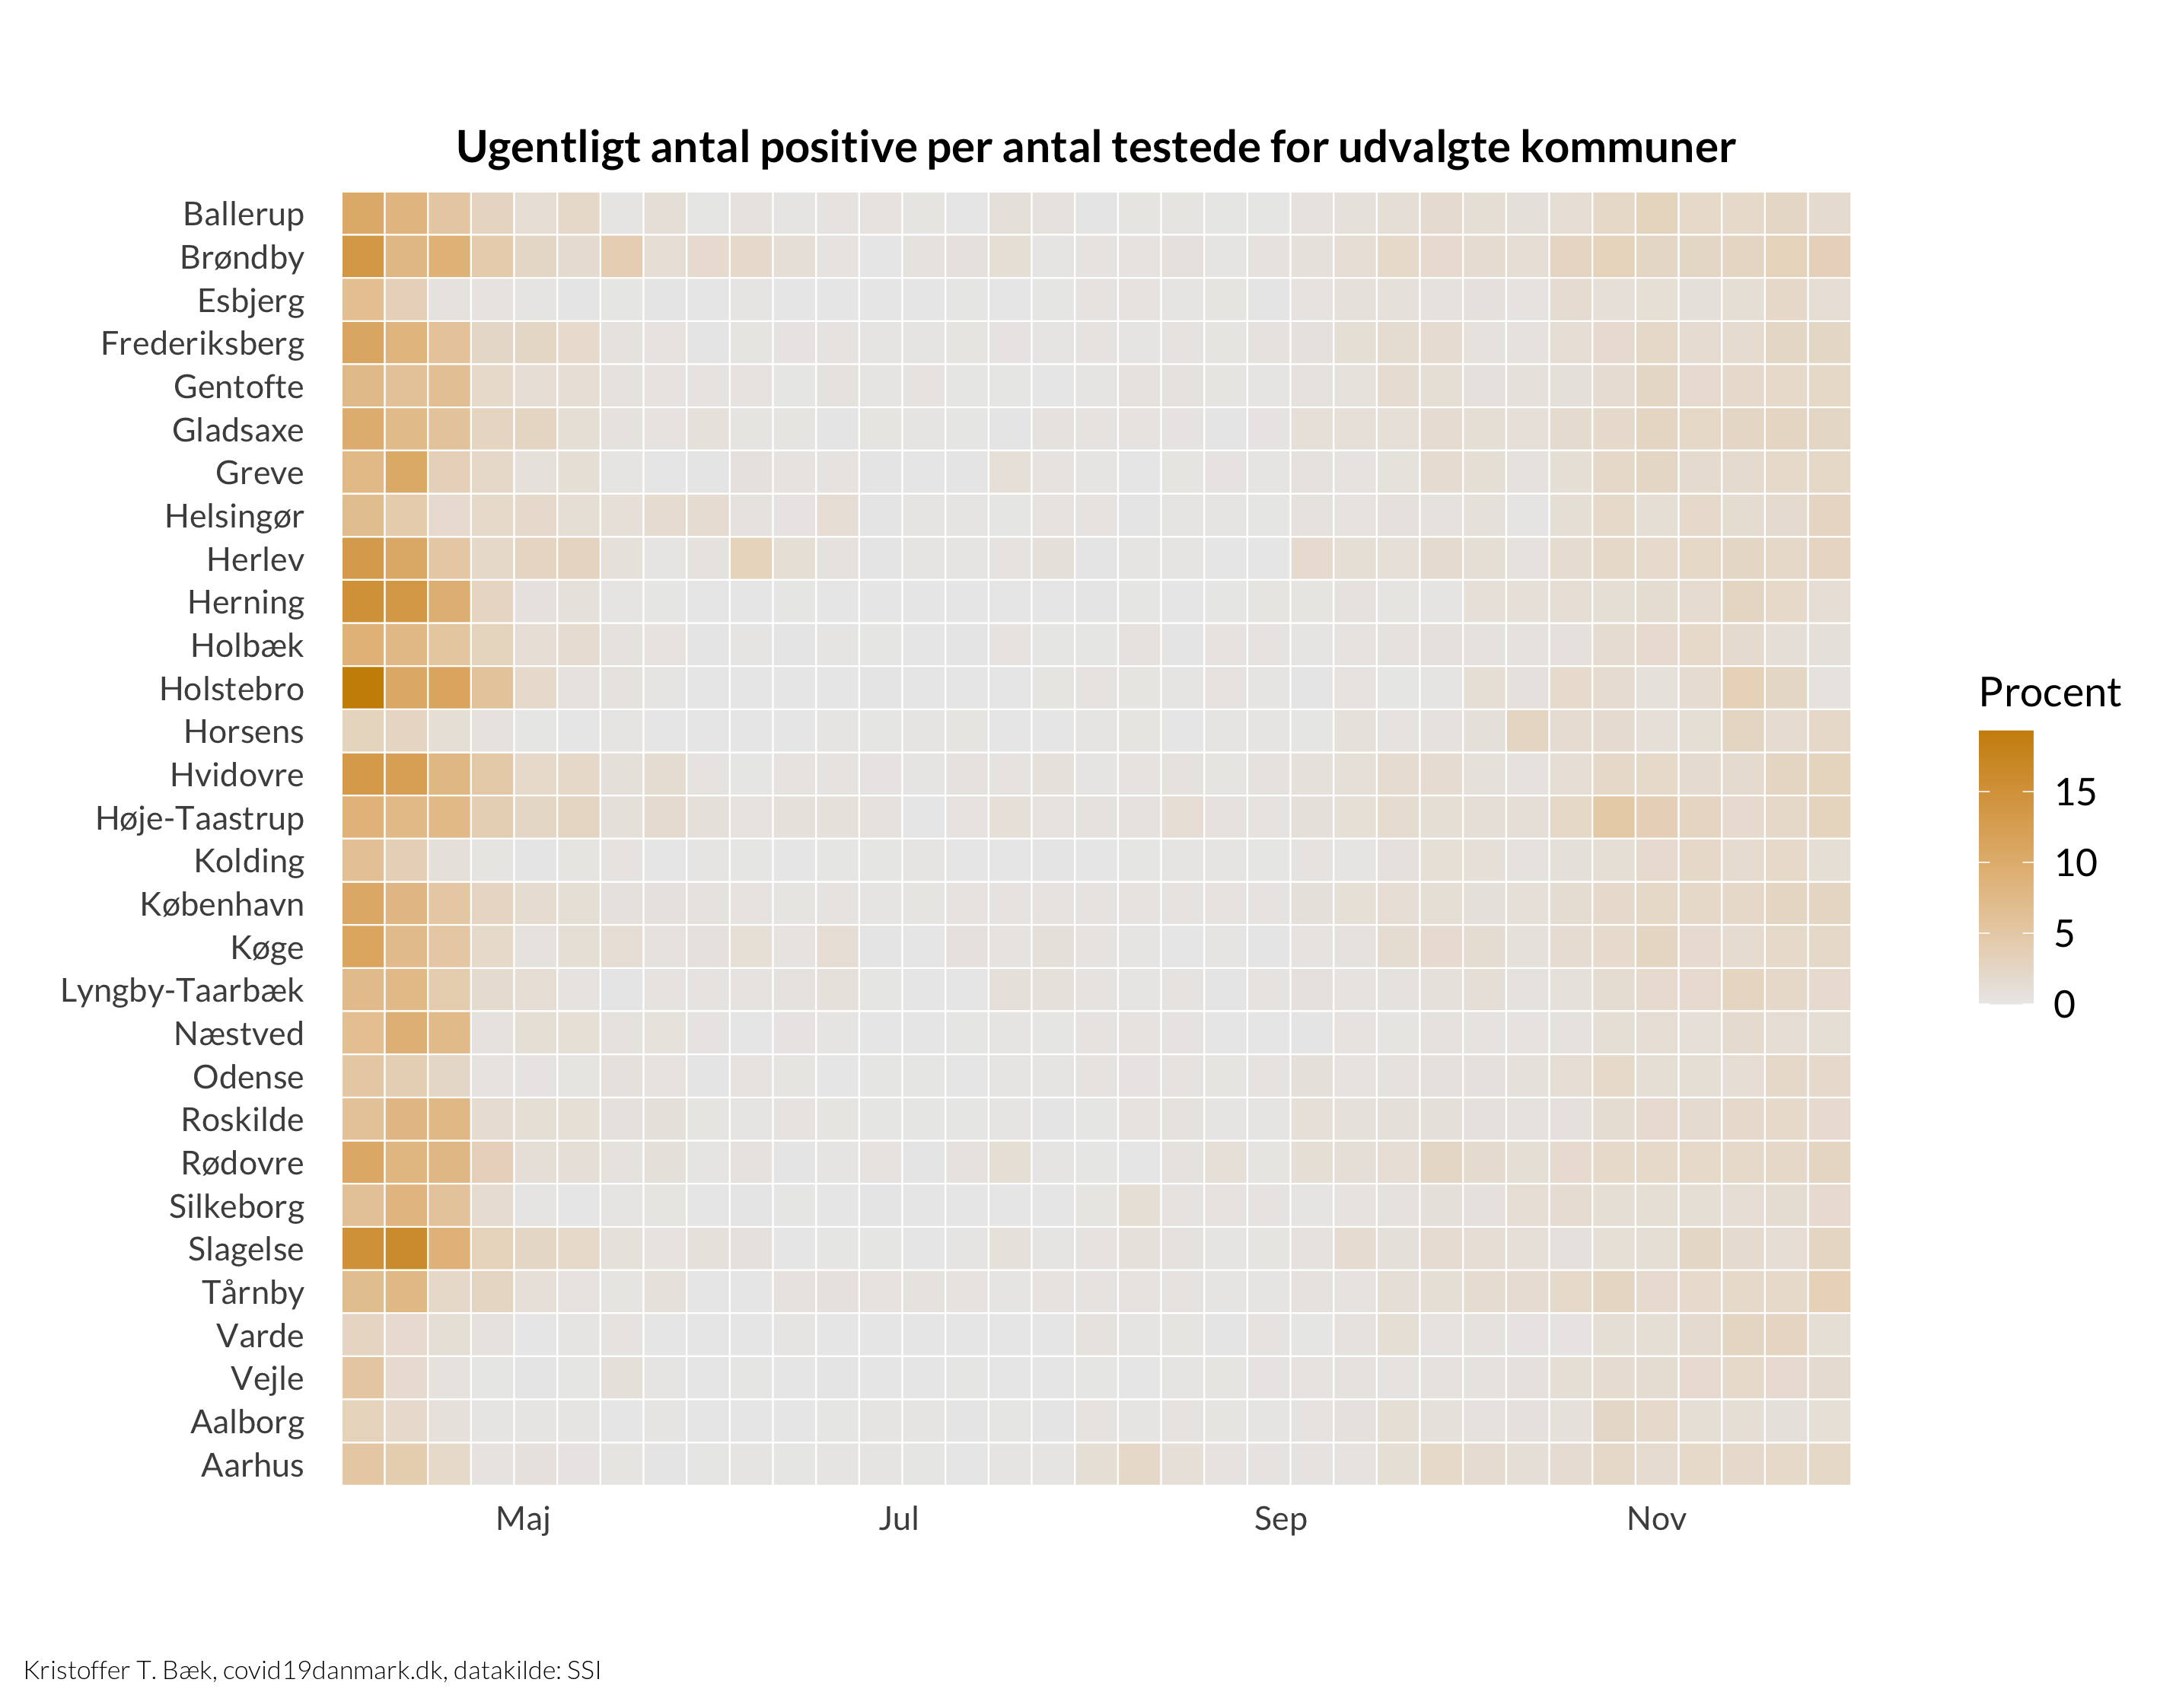 Ugentligt antal positive per antal testede for udvalgte kommuner
Ballerup
Brøndby
Esbjerg
Frederiksberg
Gentofte
Gladsaxe
Greve
Helsingør
Herlev
Herning
Holbæk
Holstebro
Horsens
Hvidovre
Høje-Taastrup
Kolding
København
Køge
Lyngby-Taarbæk
Næstved
Odense
Roskilde
Rødovre
Silkeborg
Slagelse
Tårnby
Varde
Vejle
Aalborg
Aarhus
Maj Jul Sep Nov
Procent
15
10
5
0
Kristoffer T. Bæk, covid19danmark.dk, datakilde: SSI